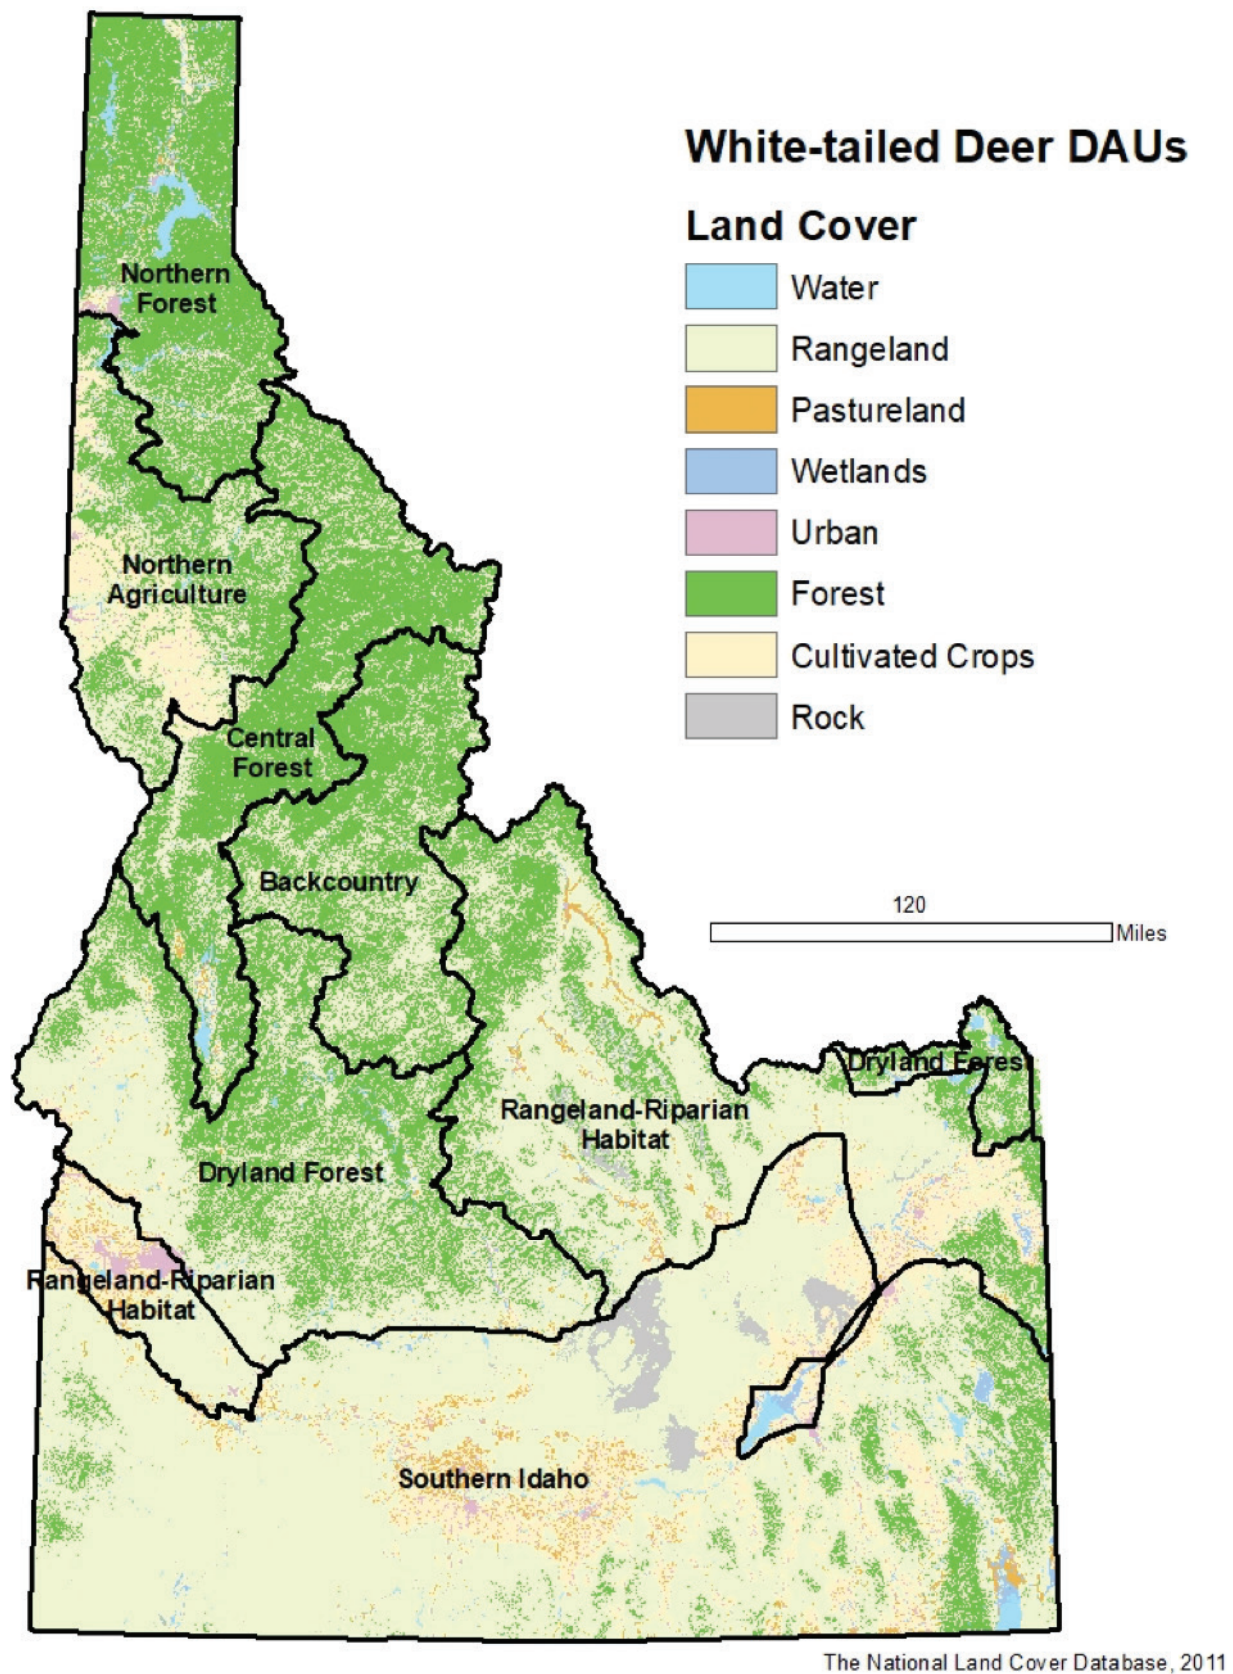 White-tailed Deer DAUs
Land Cover
Water
Rangeland
Pastureland
Wetlands
Urban
Forest
Cultivated Crops
Rock
Northern
Forest
Northern
Agriculture
Central
Forest
Backcountry
120
Miles
Dryland Forest
Rangeland-Riparian
Habitat
Dryland Forest
Rangeland-Riparian
Habitat
Southern Idaho
The National Land Cover Database, 2011